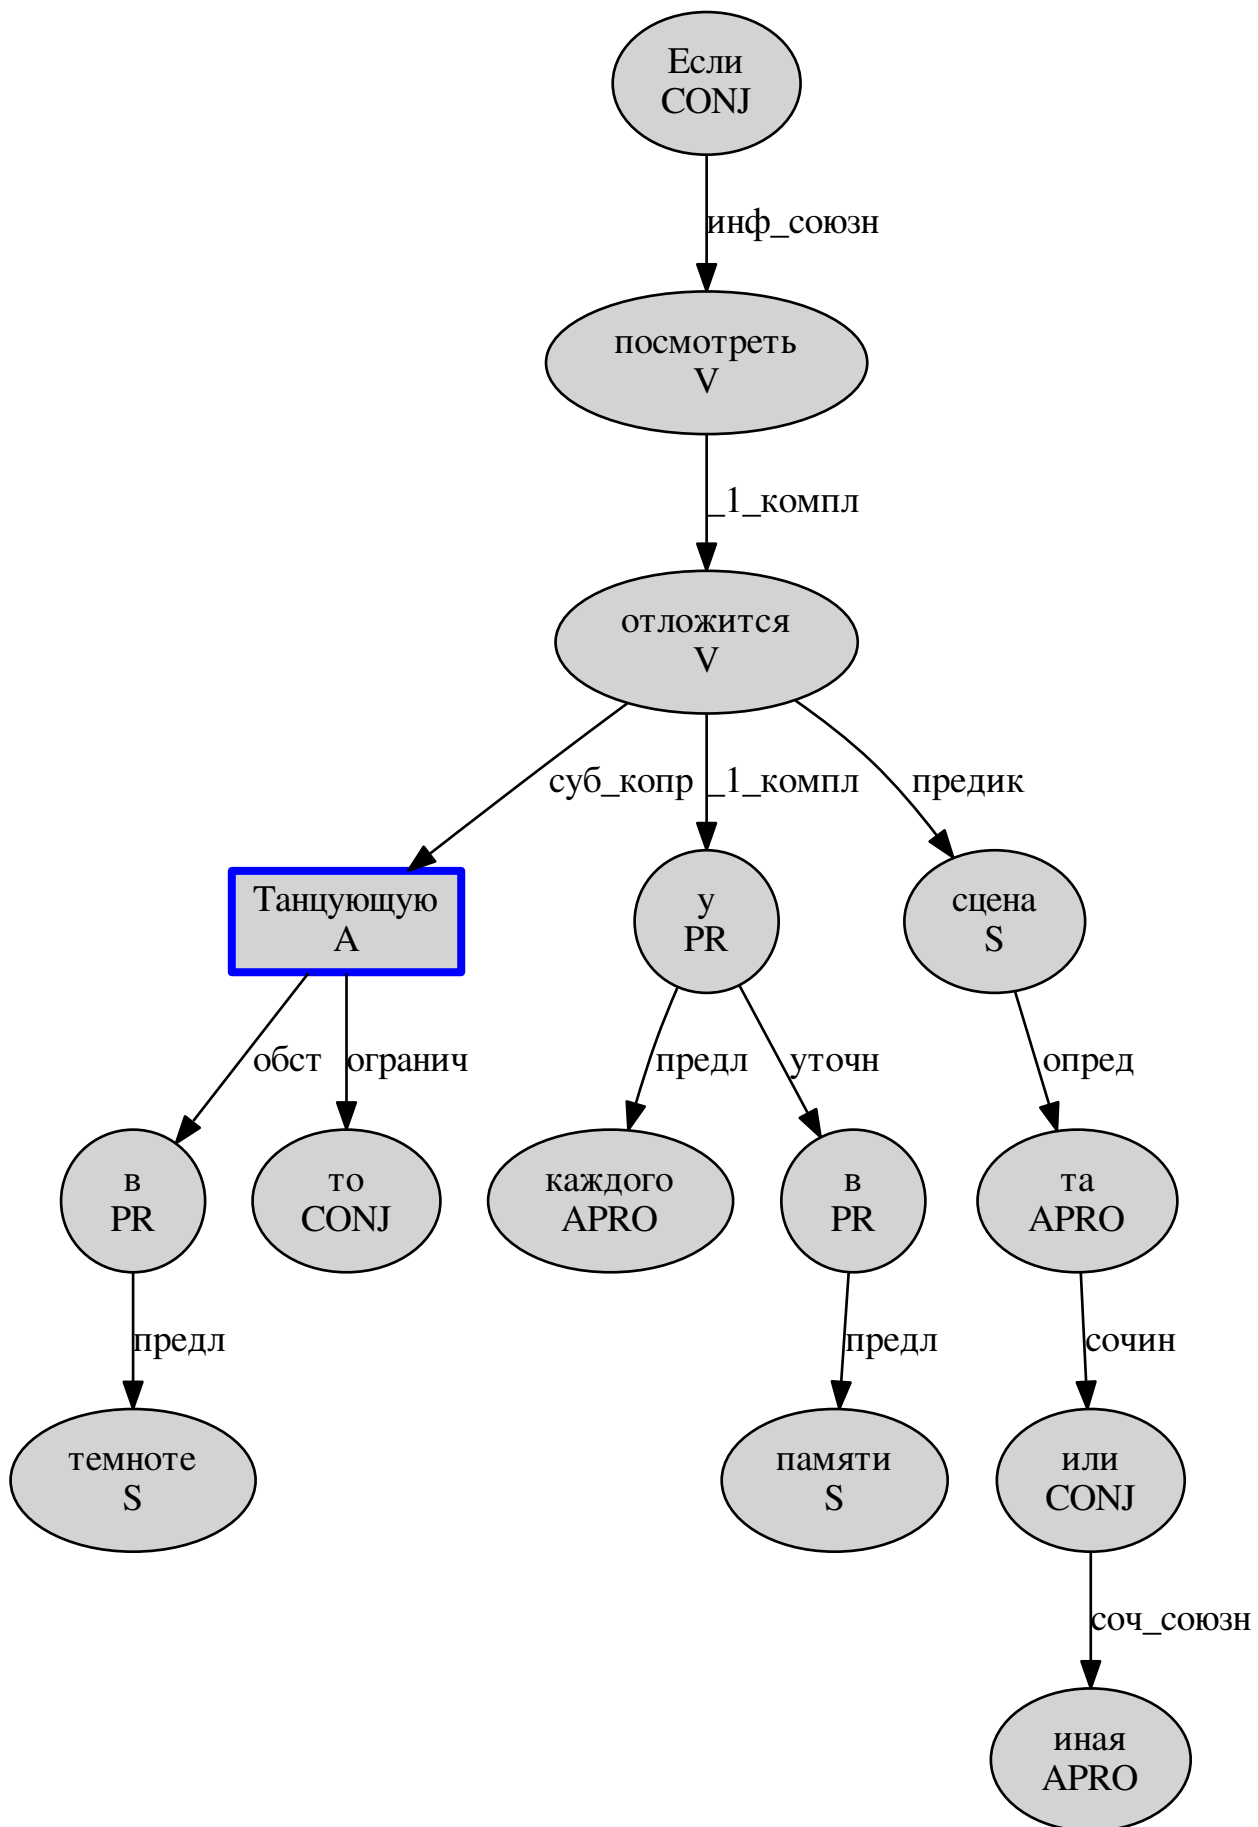 Если
CONJ
инф_союзн
посмотреть
V
_1_компл
отложится
V
суб_копр
_1_компл
предик
Танцующую
A
у
PR
сцена
S
обст
огранич
предл
уточн
опред
в
PR
то
CONJ
каждого
APRO
в
PR
та
APRO
предл
предл
сочин
темноте
S
памяти
S
или
CONJ
соч_союзн
иная
APRO